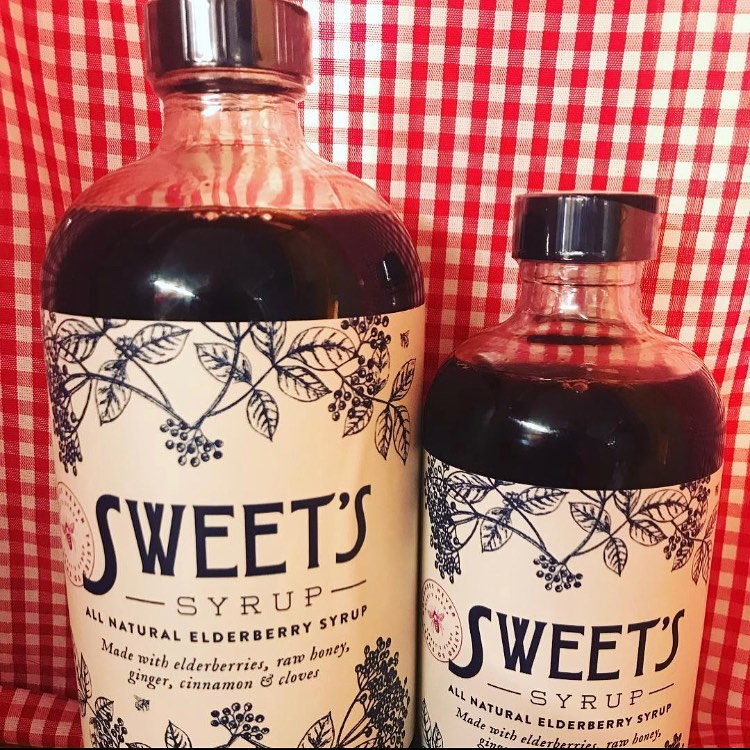 SWEET'S
SYRUP
ALL NATURAL ELDERBERRY SYRUP
Made with elderberries, raw honey,
ginger, cinnamon & cloves
SWEET'S
SYRUP
ALL NATURAL ELDERBERRY SYRUP
Made with elderberries, raw honey,